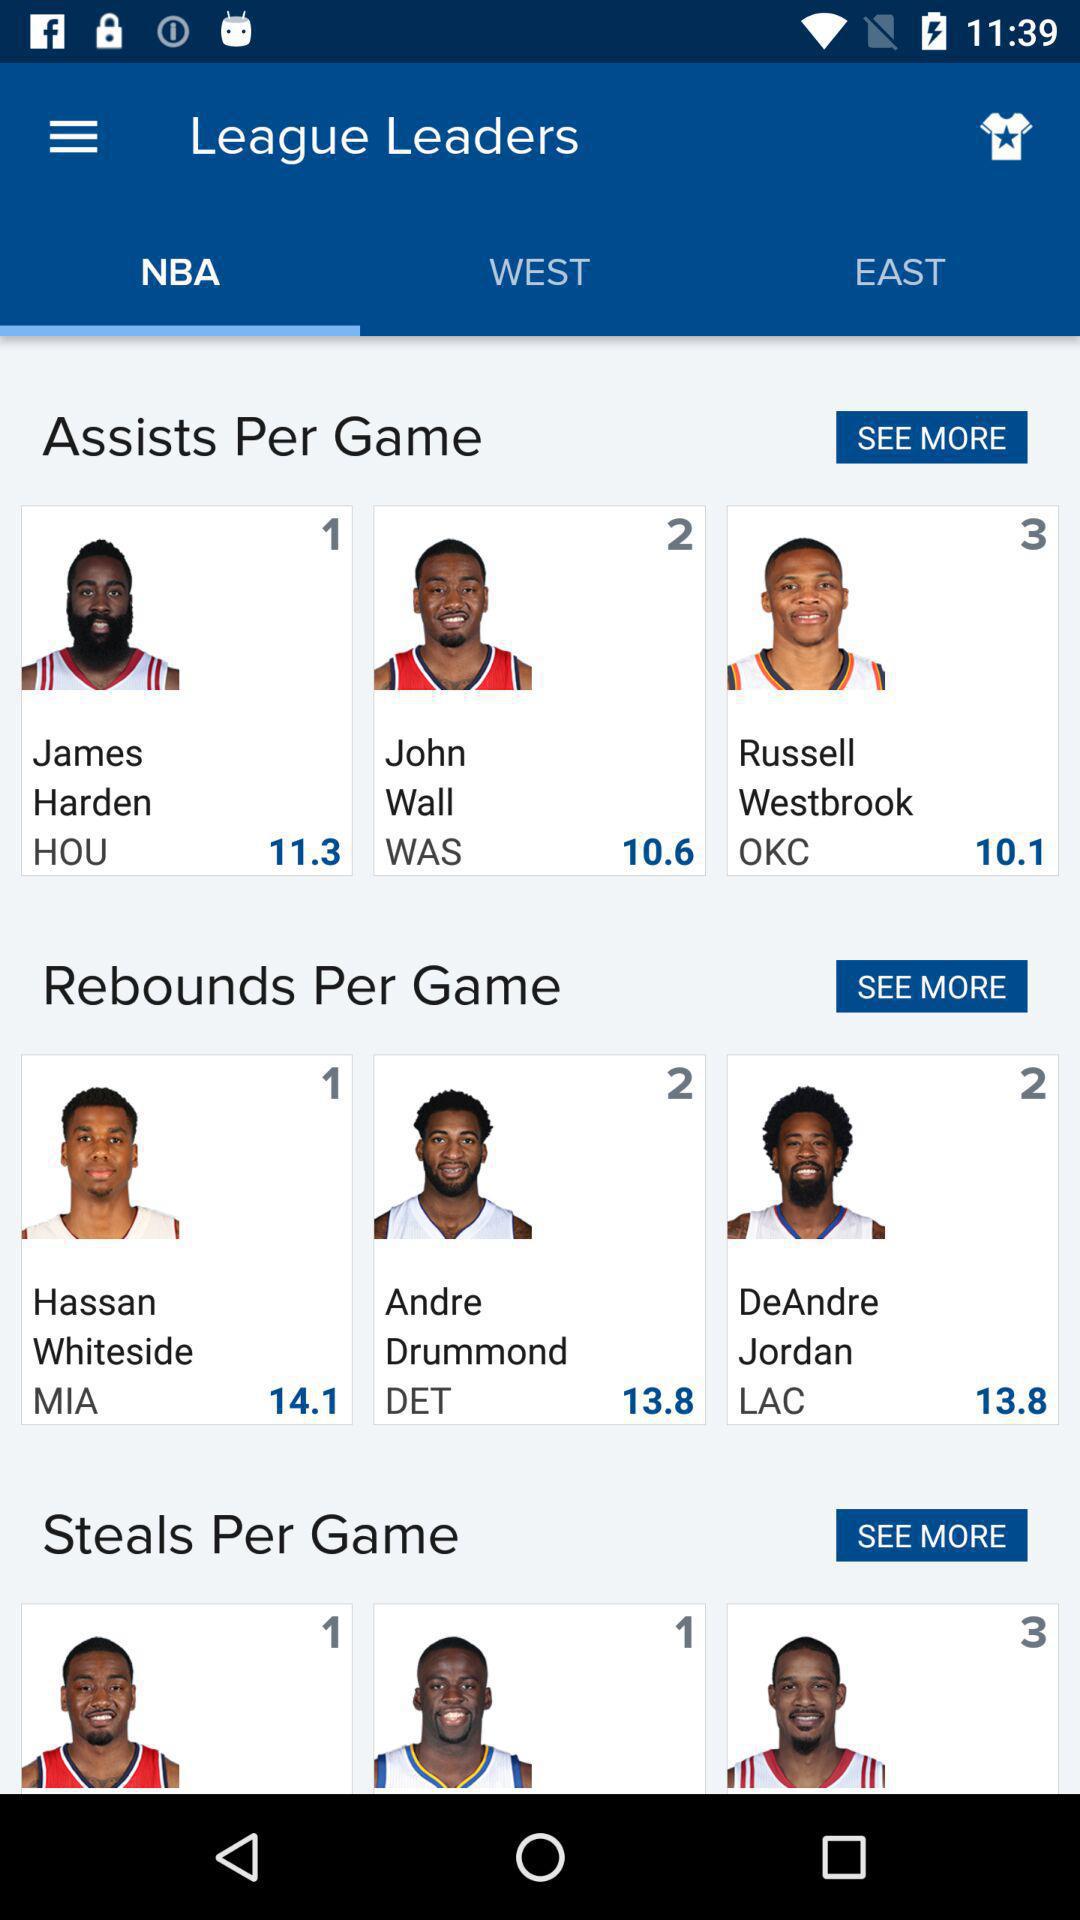 11:39
League Leaders
NBA WEST EAST
Assists Per Game SEE MORE
1 2 3
James John Russell
Harden Wall Westbrook
HOU 11.3 WAS 10.6 OKC 10.1
Rebounds Per Game SEE MORE
1 2 2
Hassan Andre DeAndre
Whiteside Drummond Jordan
MIA 14.1 DET 13.8 LAC 13.8
Steals Per Game SEE MORE
1 1 3